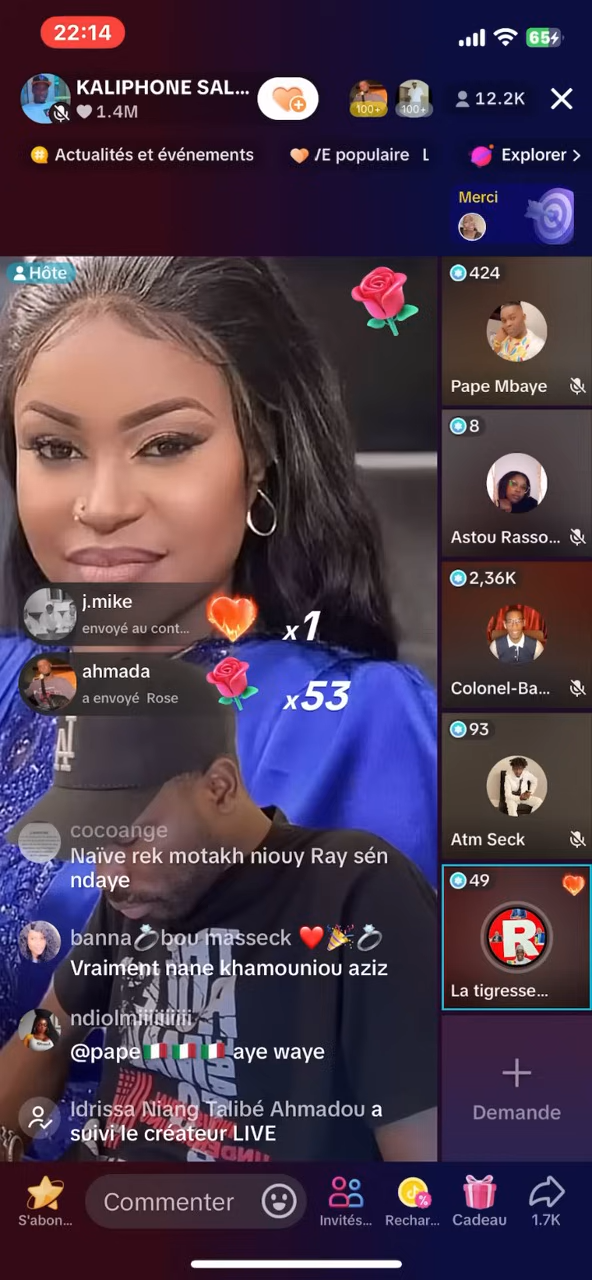 22:14
65
KALIPHONE SAL...
1.4M
100+
100+
12.2K
Actualités et événements
/E populaire L
Explorer >
Merci
Hôte
424
Pape Mbaye
8
Astou Rasso...
2,36K
Colonel-Ba...
93
Atm Seck
49
R
La tigresse...
Demande
j.mike
envoyé au cont...
x1
ahmada
a envoyé Rose
x53
cocoange
Naïve rek motakh niouy Ray sén
ndaye
banna💍bou masseck ❤️🎉💍
Vraiment nane khamouniou aziz
ndiolmiiiiiiiiii
@pape🇮🇹🇮🇹🇮🇹 aye waye
Idrissa Niang Talibé Ahmadou a
suivi le créateur LIVE
S'abon...
Commenter
Invités...
Rechar...
Cadeau
1.7K